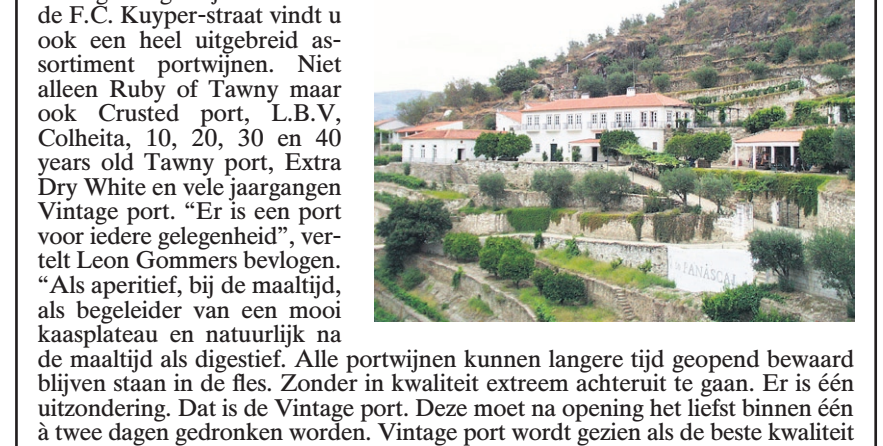 de F.C. Kuyper-straat vindt u
ook een heel uitgebreid as-
sortiment portwijnen. Niet
alleen Ruby of Tawny maar
ook Crusted port, L.B.V,
Colheita, 10, 20, 30 en 40
years old Tawny port, Extra
Dry White en vele jaargangen
Vintage port. “Er is een port
voor iedere gelegenheid”, ver-
telt Leon Gommers bevlogen.
“Als aperitief, bij de maaltijd,
als begeleider van een mooi
kaasplateau en natuurlijk na
de maaltijd als digestief. Alle portwijnen kunnen langere tijd geopend bewaard
blijven staan in de fles. Zonder in kwaliteit extreem achteruit te gaan. Er is één
uitzondering. Dat is de Vintage port. Deze moet na opening het liefst binnen één
à twee dagen gedronken worden. Vintage port wordt gezien als de beste kwaliteit
PANASCAL